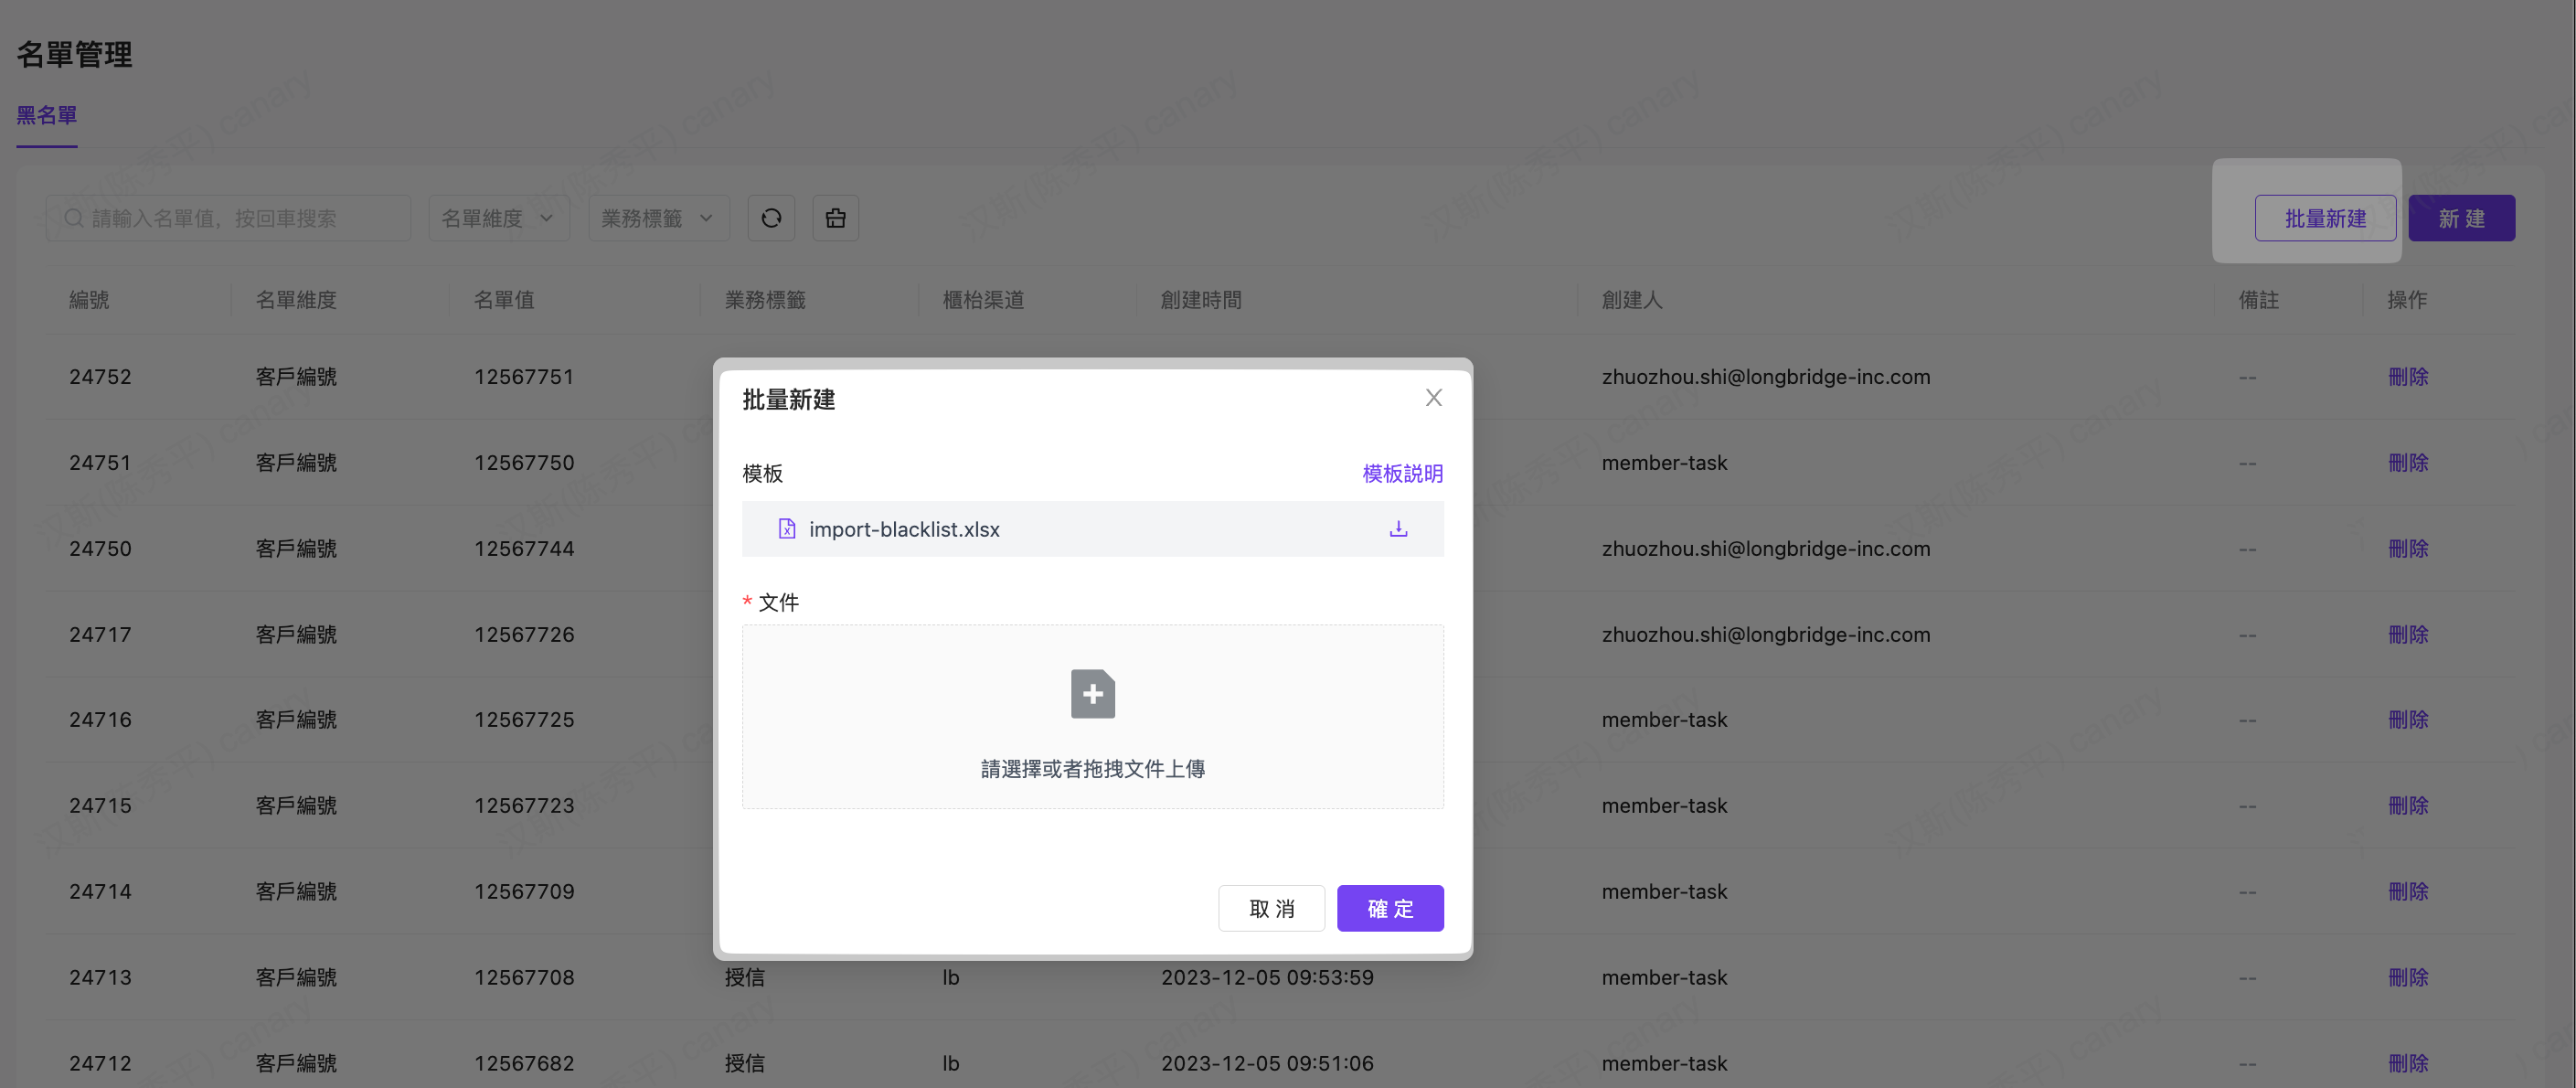 名單管理
黑名單
請輸入名單值，按回車搜索 名單維度 業務標籤 批量新建 新 建
編號 名單維度 名單值 業務標籤 櫃枱渠道 創建時間 創建人 備註 操作
24752 客戶編號 12567751 zhuozhou.shi@longbridge-inc.com -- 刪除
24751 客戶編號 12567750 member-task -- 刪除
24750 客戶編號 12567744 zhuozhou.shi@longbridge-inc.com -- 刪除
24717 客戶編號 12567726 zhuozhou.shi@longbridge-inc.com -- 刪除
24716 客戶編號 12567725 member-task -- 刪除
24715 客戶編號 12567723 member-task -- 刪除
24714 客戶編號 12567709 member-task -- 刪除
24713 客戶編號 12567708 授信 lb 2023-12-05 09:53:59 member-task -- 刪除
24712 客戶編號 12567682 授信 lb 2023-12-05 09:51:06 member-task -- 刪除
批量新建
模板 模板説明
import-blacklist.xlsx
* 文件
請選擇或者拖拽文件上傳
取 消 確 定
汉斯(陈秀平) canary